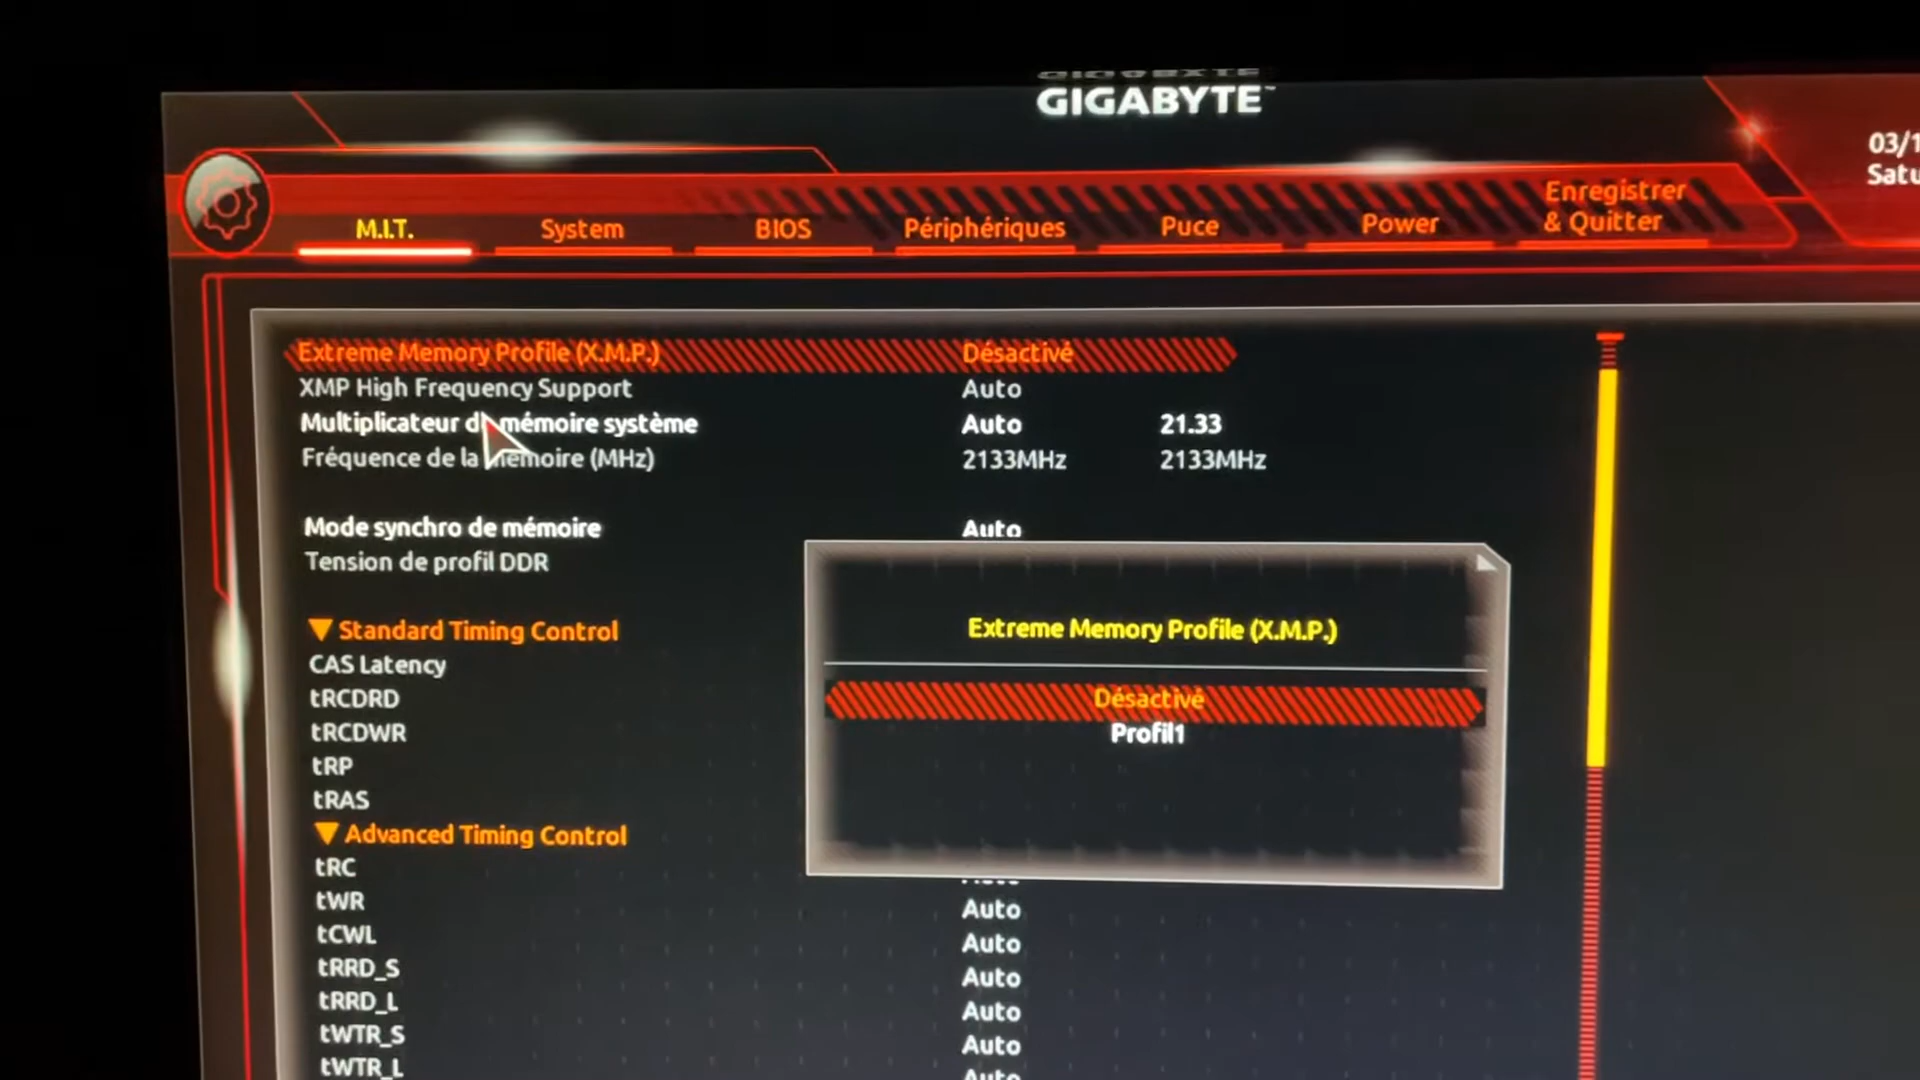 GIGABYTE™
03/1
Satu
M.I.T.
System
BIOS
Périphériques
Puce
Power
Enregistrer
& Quitter
Extreme Memory Profile (X.M.P.) Désactivé
XMP High Frequency Support Auto
Multiplicateur de mémoire système Auto 21.33
Fréquence de la mémoire (MHz) 2133MHz 2133MHz
Mode synchro de mémoire Auto
Tension de profil DDR
Extreme Memory Profile (X.M.P.)
Désactivé
Profil1
▼ Standard Timing Control
CAS Latency
tRCDRD
tRCDWR
tRP
tRAS
▼ Advanced Timing Control
tRC
tWR Auto
tCWL Auto
tRRD_S Auto
tRRD_L Auto
tWTR_S Auto
tWTR_L Auto